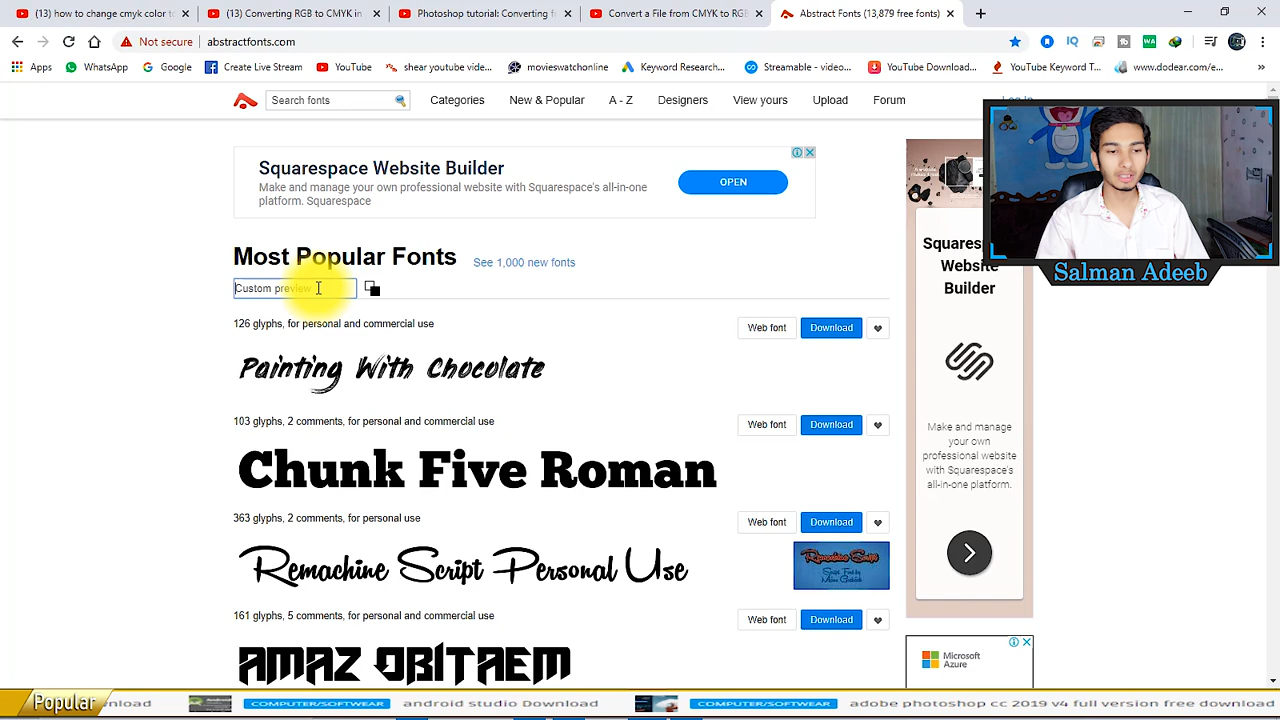 (13) how to change cmyk color to
(13) Converting RGB to CMYK in
Photoshop tutorial: Converting f
Convert a File from CMYK to RGB
Abstract Fonts (13,879 free fonts)
Not secure | abstractfonts.com
Apps
WhatsApp
Google
Create Live Stream
YouTube
shear youtube vide...
movieswatchonline
Keyword Research...
Streamable - video...
YouTube Download...
YouTube Keyword T...
www.dodear.com/e...
Search fonts
Categories
New & Popular
A - Z
Designers
View yours
Upload
Forum
Log in
Squarespace Website Builder
Make and manage your own professional website with Squarespace's all-in-one
platform. Squarespace
OPEN
Most Popular Fonts
See 1,000 new fonts
Custom preview
126 glyphs, for personal and commercial use
Web font
Download
Painting With Chocolate
103 glyphs, 2 comments, for personal and commercial use
Web font
Download
Chunk Five Roman
363 glyphs, 2 comments, for personal use
Web font
Download
Remachine Script Personal Use
Remachine Script
Script Font by
161 glyphs, 5 comments, for personal and commercial use
Web font
Download
AMAZ OBITAEM
Salman Adeeb
Website
Builder
Make and manage
your own
professional website
with Squarespace's
all-in-one platform.
Microsoft
Azure
Popular
COMPUTER/SOFTWEAR
android studio Download
COMPUTER/SOFTWEAR
adobe photoshop cc 2019 v4 full version free download